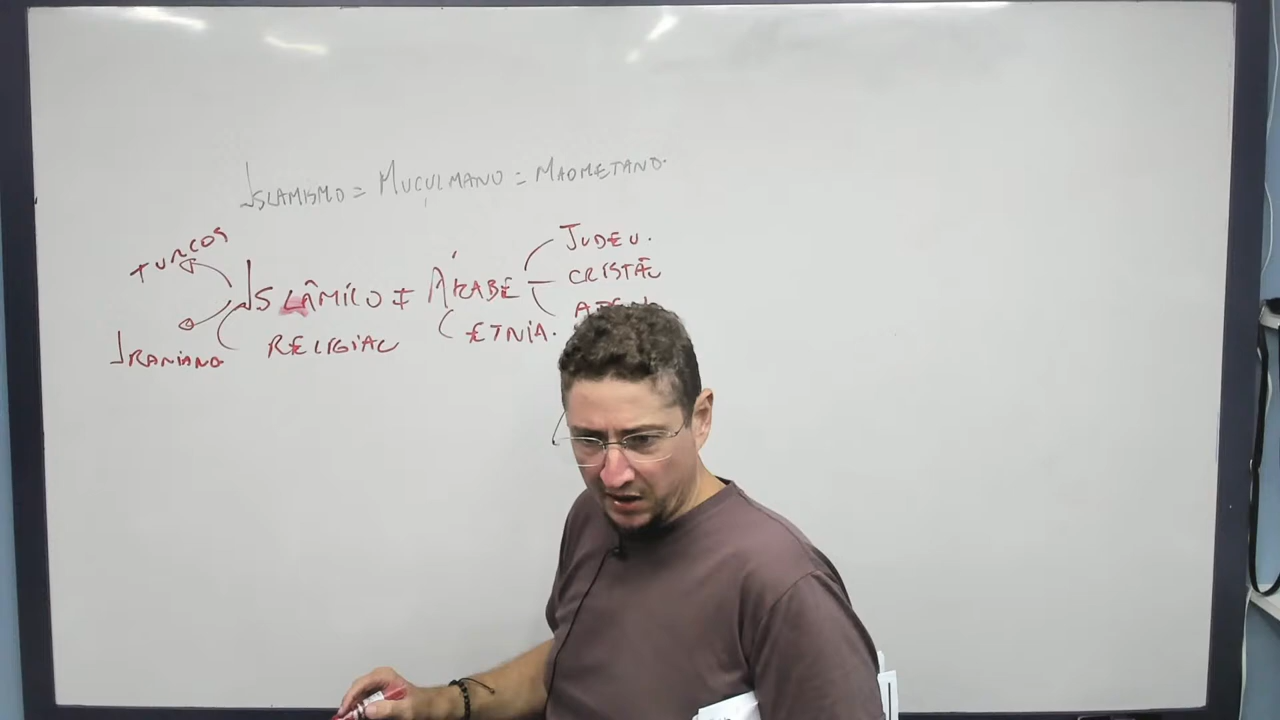 ISLAMISMO = MUÇULMANO = MAOMETANO.
TURCOS
JUDEU.
ISLÂMICO ≠ ÁRABE
CRISTÃO
IRANIANO
RELIGIÃO
ETNIA.